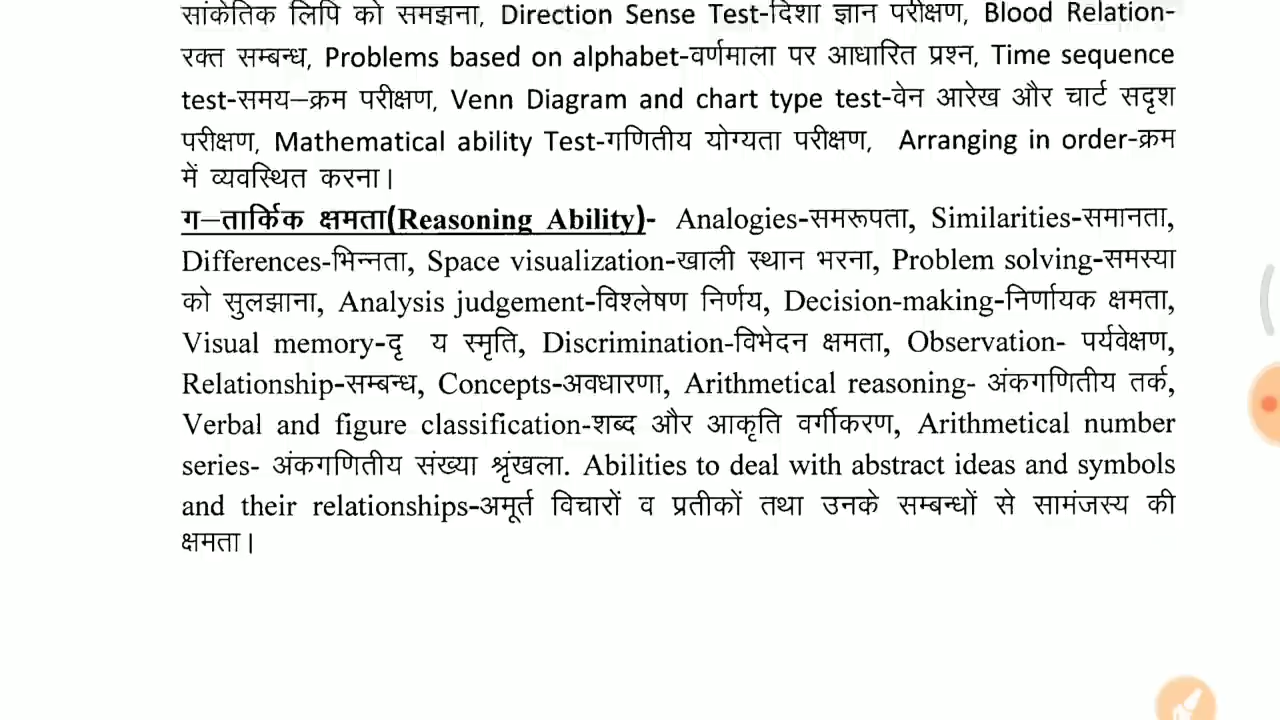 सांकेतिक लिपि को समझना, Direction Sense Test-दिशा ज्ञान परीक्षण, Blood Relation-
रक्त सम्बन्ध, Problems based on alphabet-वर्णमाला पर आधारित प्रश्न, Time sequence
test-समय–क्रम परीक्षण, Venn Diagram and chart type test-वेन आरेख और चार्ट सदृश
परीक्षण, Mathematical ability Test-गणितीय योग्यता परीक्षण, Arranging in order-क्रम
में व्यवस्थित करना।
ग–तार्किक क्षमता(Reasoning Ability)- Analogies-समरूपता, Similarities-समानता,
Differences-भिन्नता, Space visualization-खाली स्थान भरना, Problem solving-समस्या
को सुलझाना, Analysis judgement-विश्लेषण निर्णय, Decision-making-निर्णायक क्षमता,
Visual memory-दृ य स्मृति, Discrimination-विभेदन क्षमता, Observation- पर्यवेक्षण,
Relationship-सम्बन्ध, Concepts-अवधारणा, Arithmetical reasoning- अंकगणितीय तर्क,
Verbal and figure classification-शब्द और आकृति वर्गीकरण, Arithmetical number
series- अंकगणितीय संख्या श्रृंखला. Abilities to deal with abstract ideas and symbols
and their relationships-अमूर्त विचारों व प्रतीकों तथा उनके सम्बन्धों से सामंजस्य की
क्षमता।